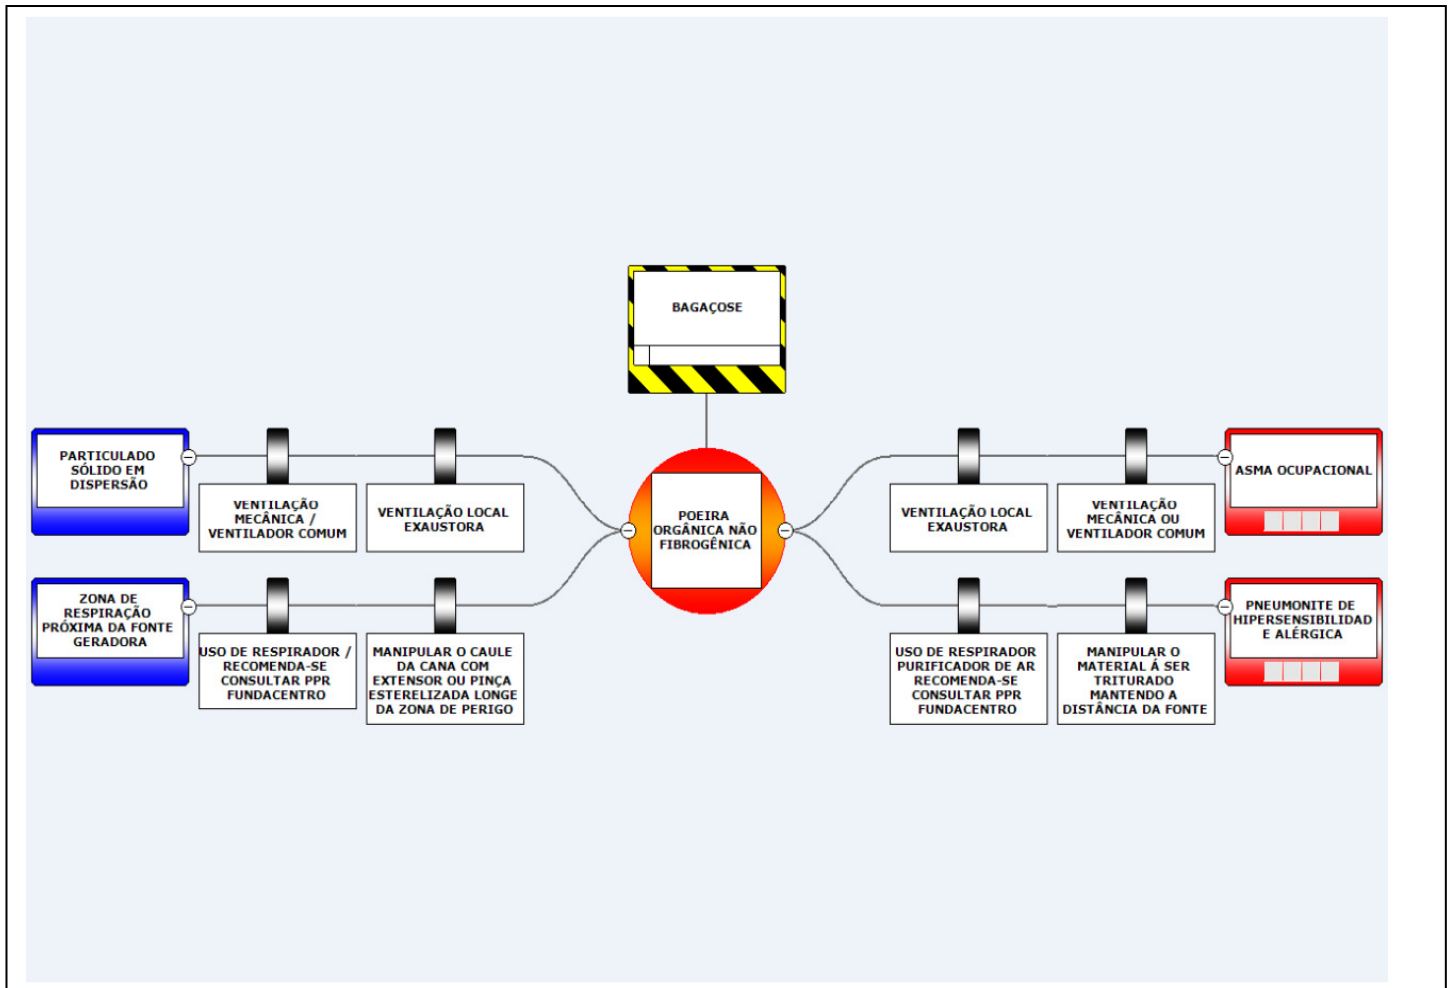 BAGAÇOSE
PARTICULADO
SÓLIDO EM
DISPERSÃO
VENTILAÇÃO
MECÂNICA /
VENTILADOR COMUM
VENTILAÇÃO LOCAL
EXAUSTORA
POEIRA
ORGÂNICA NÃO
FIBROGÊNICA
VENTILAÇÃO LOCAL
EXAUSTORA
VENTILAÇÃO
MECÂNICA OU
VENTILADOR COMUM
ASMA OCUPACIONAL
ZONA DE
RESPIRAÇÃO
PRÓXIMA DA FONTE
GERADORA
USO DE RESPIRADOR /
RECOMENDA-SE
CONSULTAR PPR
FUNDACENTRO
MANIPULAR O CAULE
DA CANA COM
EXTENSOR OU PINÇA
ESTERELIZADA LONGE
DA ZONA DE PERIGO
USO DE RESPIRADOR
PURIFICADOR DE AR
RECOMENDA-SE
CONSULTAR PPR
FUNDACENTRO
MANIPULAR O
MATERIAL Á SER
TRITURADO
MANTENDO A
DISTÂNCIA DA FONTE
PNEUMONITE DE
HIPERSENSIBILIDAD
E ALÉRGICA